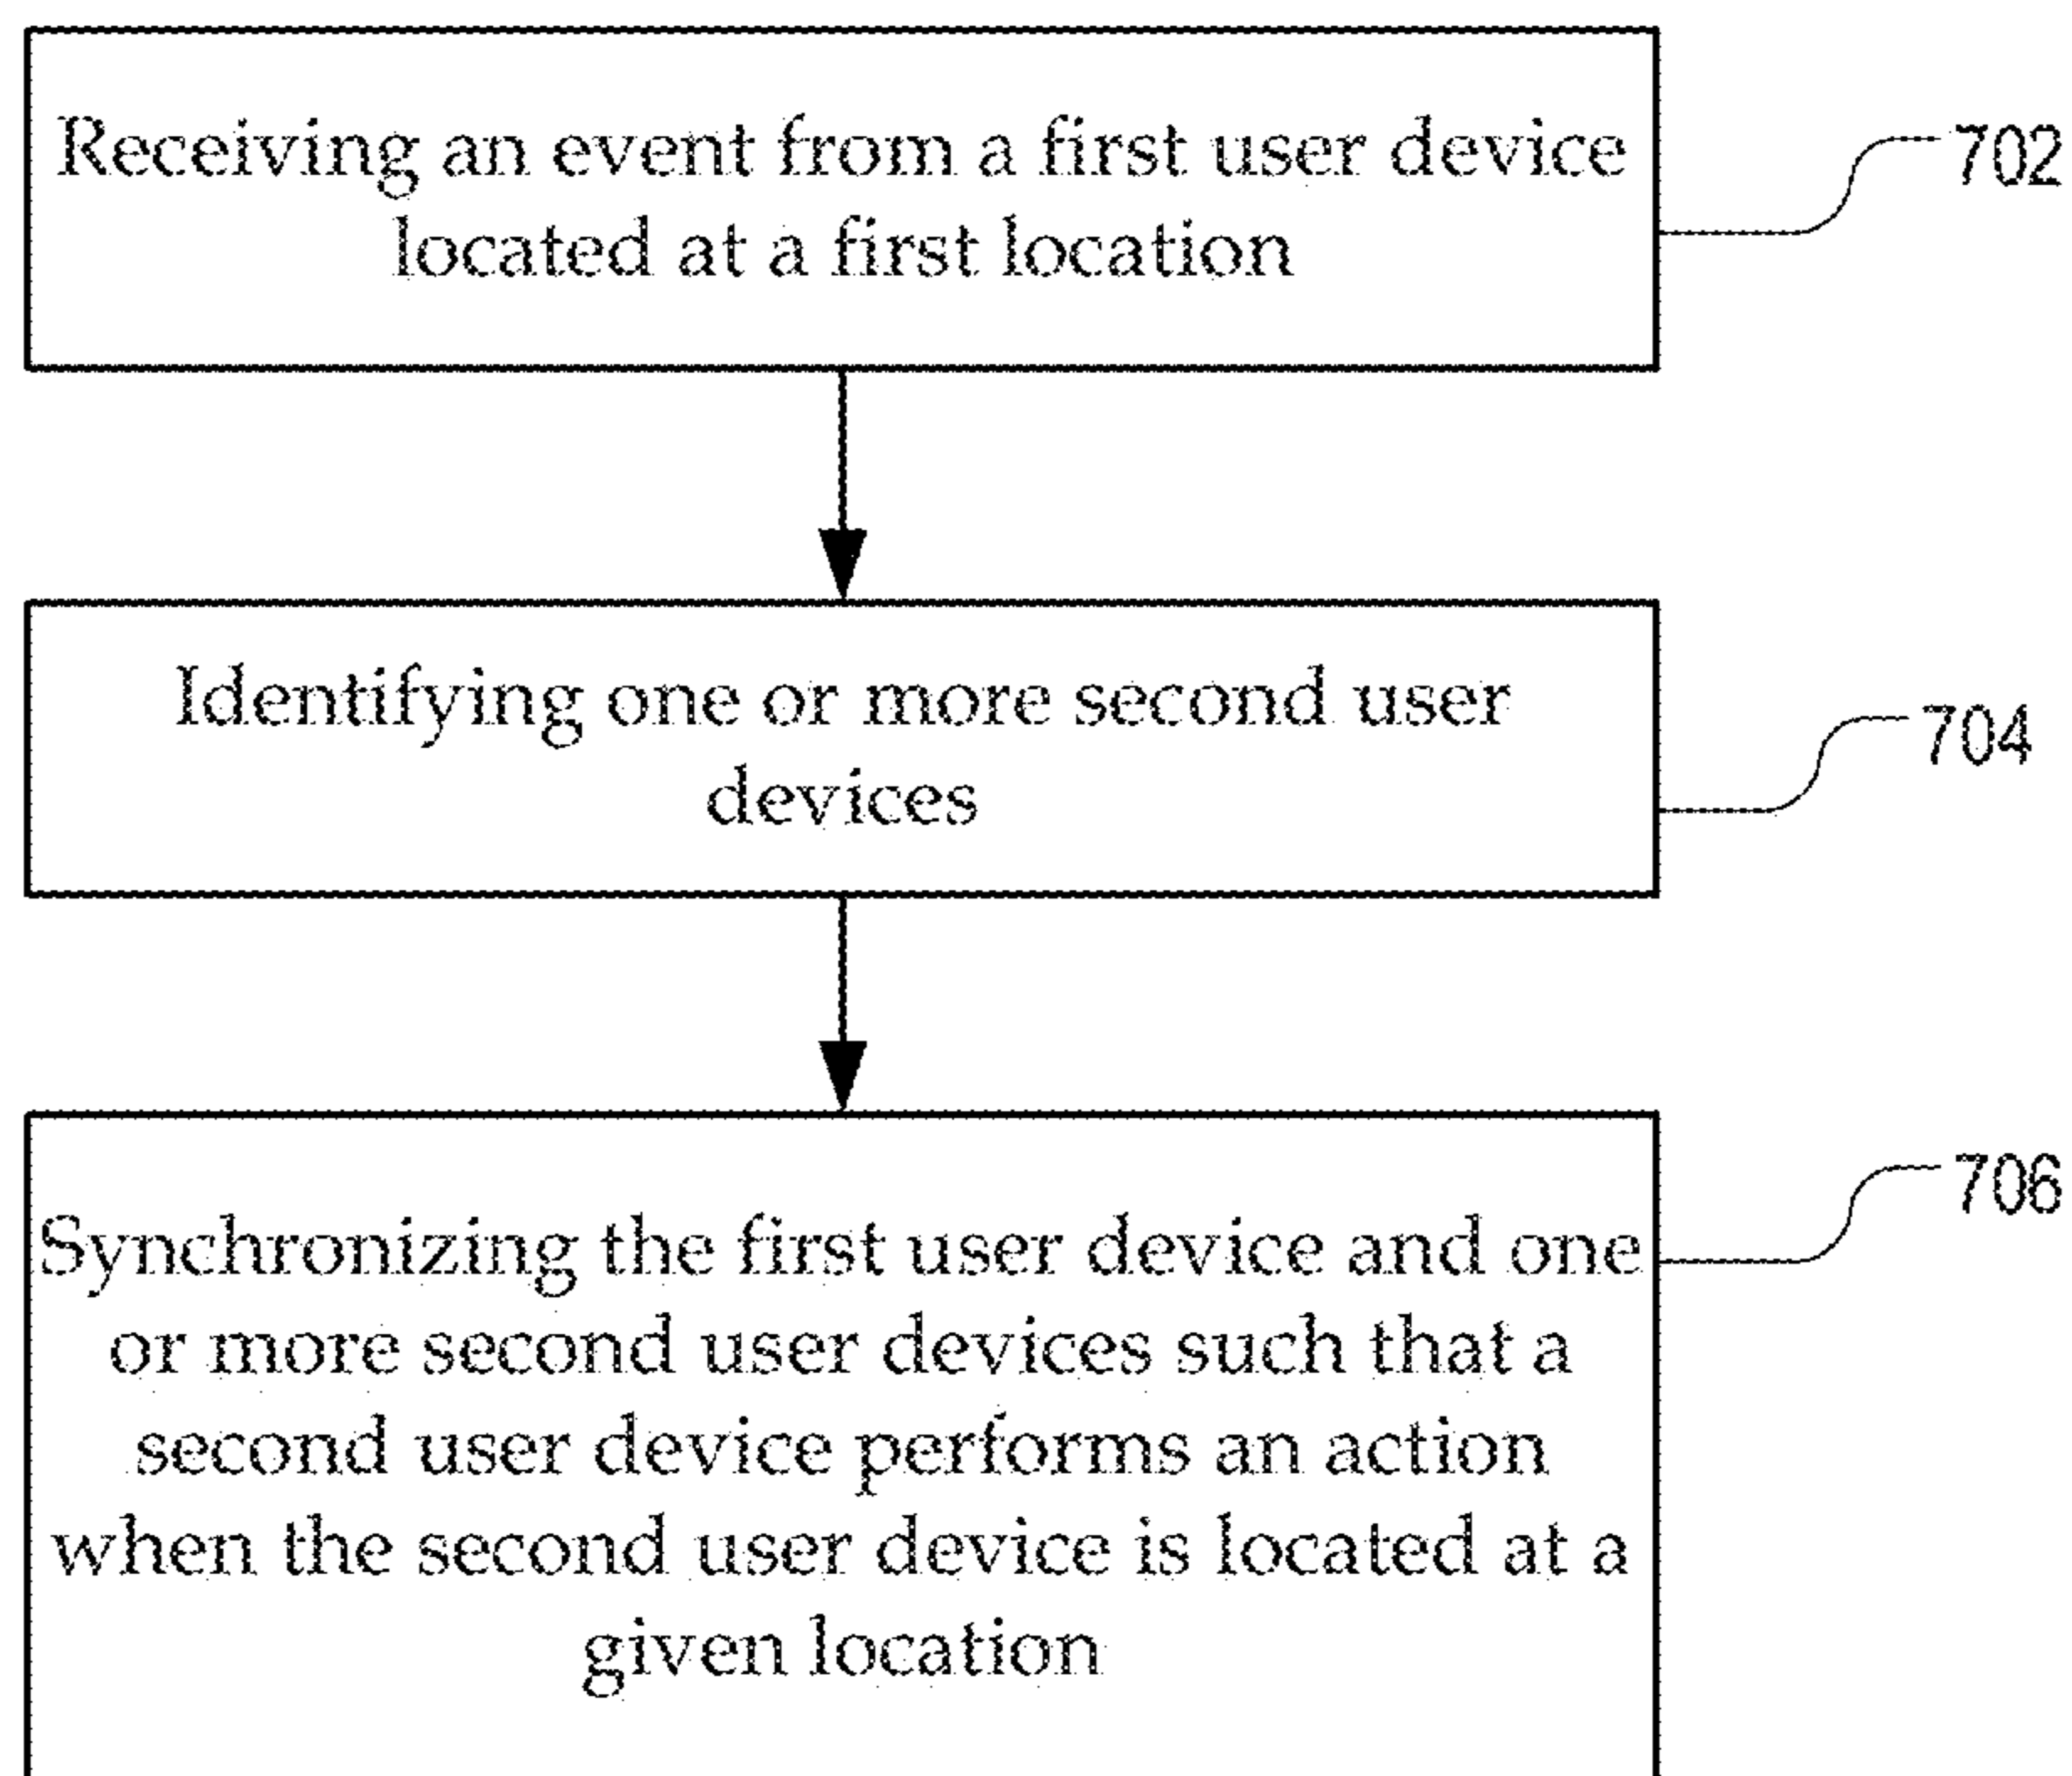 Receiving an event from a first user device
located at a first location
702
Identifying one or more second user
devices
704
Synchronizing the first user device and one
or more second user devices such that a
second user device performs an action
when the second user device is located at a
given location
706